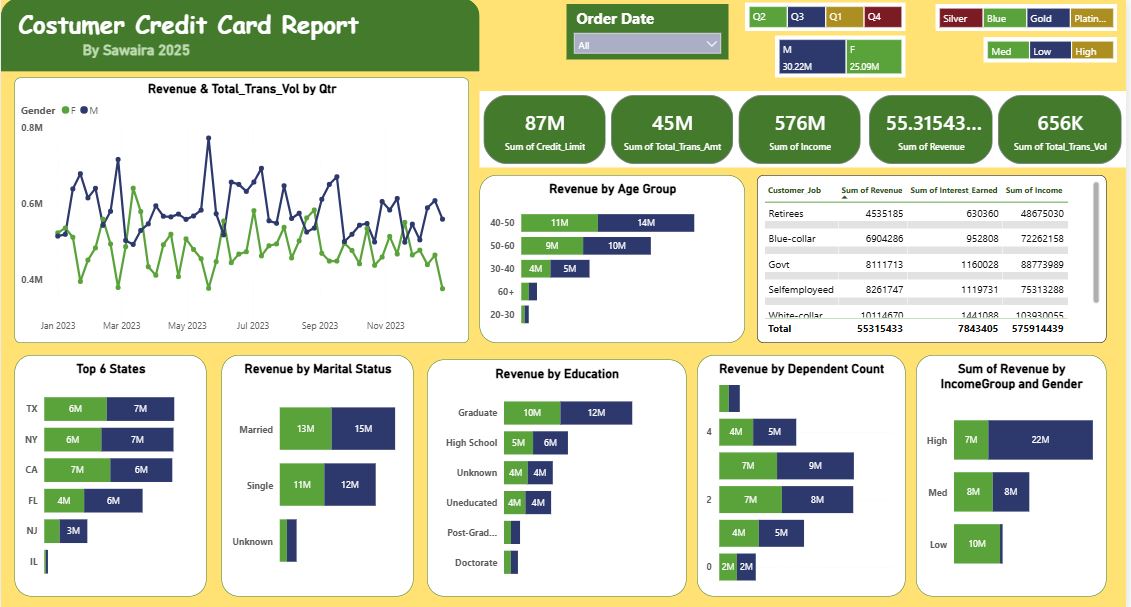 Costumer Credit Card Report
By Sawaira 2025
Order Date
All
Q2 Q3 Q1 Q4
M F
30.22M 25.09M
Silver Blue Gold Platin...
Med Low High
Revenue & Total_Trans_Vol by Qtr
Gender F M
0.8M
0.6M
0.4M
Jan 2023 Mar 2023 May 2023 Jul 2023 Sep 2023 Nov 2023
87M
Sum of Credit_Limit
45M
Sum of Total_Trans_Amt
576M
Sum of Income
55.31543...
Sum of Revenue
656K
Sum of Total_Trans_Vol
Revenue by Age Group
40-50 11M 14M
50-60 9M 10M
30-40 4M 5M
60+
20-30
Customer Job Sum of Revenue Sum of Interest Earned Sum of Income
Retirees 4535185 630360 48675030
Blue-collar 6904286 952808 72262158
Govt 8111713 1160028 88773989
Selfemployeed 8261747 1119731 75313288
White-collar 10114670 1441088 103930055
Total 55315433 7843405 575914439
Top 6 States
TX 6M 7M
NY 6M 7M
CA 7M 6M
FL 4M 6M
NJ 3M
IL
Revenue by Marital Status
Married 13M 15M
Single 11M 12M
Unknown
Revenue by Education
Graduate 10M 12M
High School 5M 6M
Unknown 4M 4M
Uneducated 4M 4M
Post-Grad...
Doctorate
Revenue by Dependent Count
4 4M 5M
7M 9M
2 7M 8M
4M 5M
0 2M 2M
Sum of Revenue by
IncomeGroup and Gender
High 7M 22M
Med 8M 8M
Low 10M